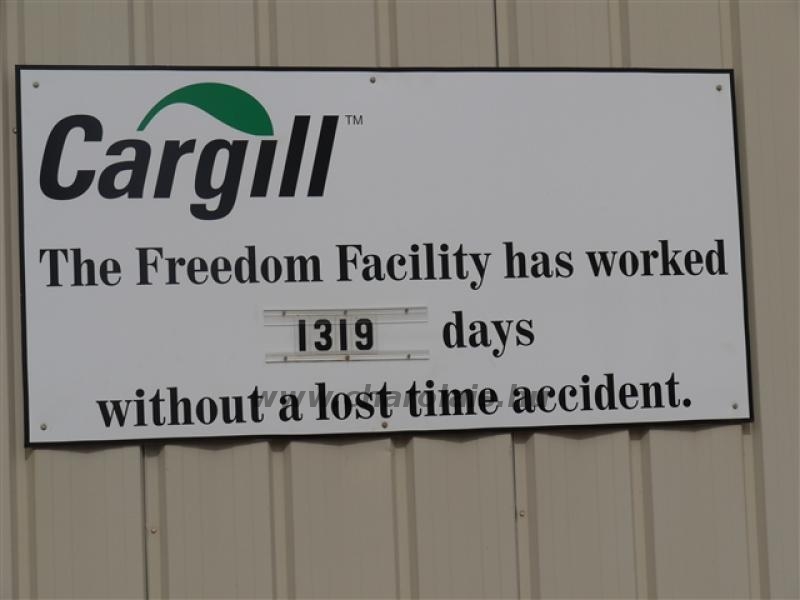 Cargill™
The Freedom Facility has worked
1319 days
without a lost time accident.